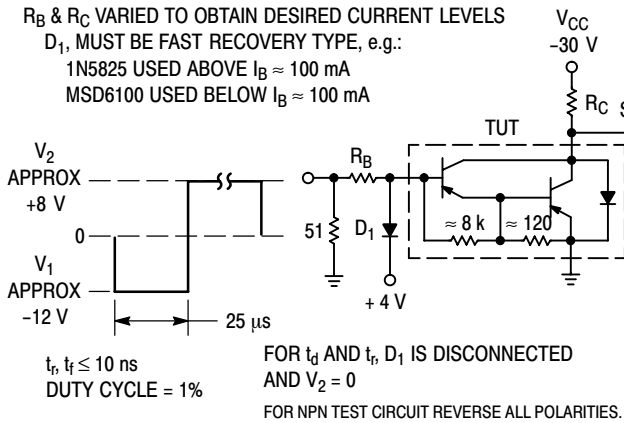 R_B & R_C VARIED TO OBTAIN DESIRED CURRENT LEVELS
D_1, MUST BE FAST RECOVERY TYPE, e.g.:
1N5825 USED ABOVE I_B ≈ 100 mA
MSD6100 USED BELOW I_B ≈ 100 mA
V_CC
-30 V
R_C
S
TUT
V_2
APPROX
+8 V
0
V_1
APPROX
-12 V
25 μs
R_B
51
D_1
≈ 8 k
≈ 120
+ 4 V
t_r, t_f ≤ 10 ns
DUTY CYCLE = 1%
FOR t_d AND t_r, D_1 IS DISCONNECTED
AND V_2 = 0
FOR NPN TEST CIRCUIT REVERSE ALL POLARITIES.